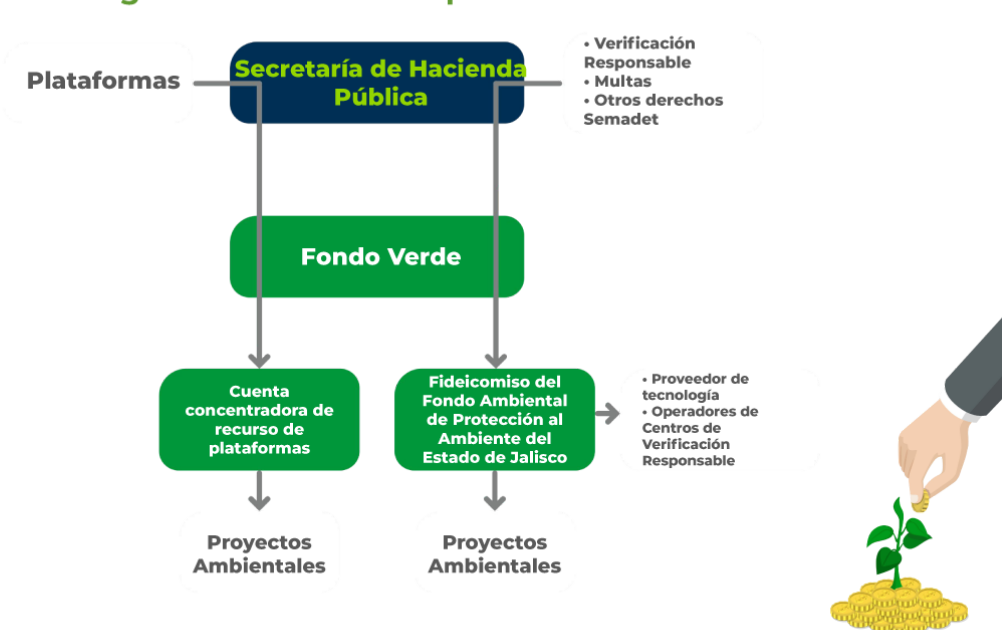 Plataformas
Secretaría de Hacienda
Pública
• Verificación
Responsable
• Multas
• Otros derechos
Semadet
Fondo Verde
Cuenta
concentradora de
recurso de
plataformas
Fideicomiso del
Fondo Ambiental
de Protección al
Ambiente del
Estado de Jalisco
• Proveedor de
tecnología
• Operadores de
Centros de
Verificación
Responsable
Proyectos
Ambientales
Proyectos
Ambientales